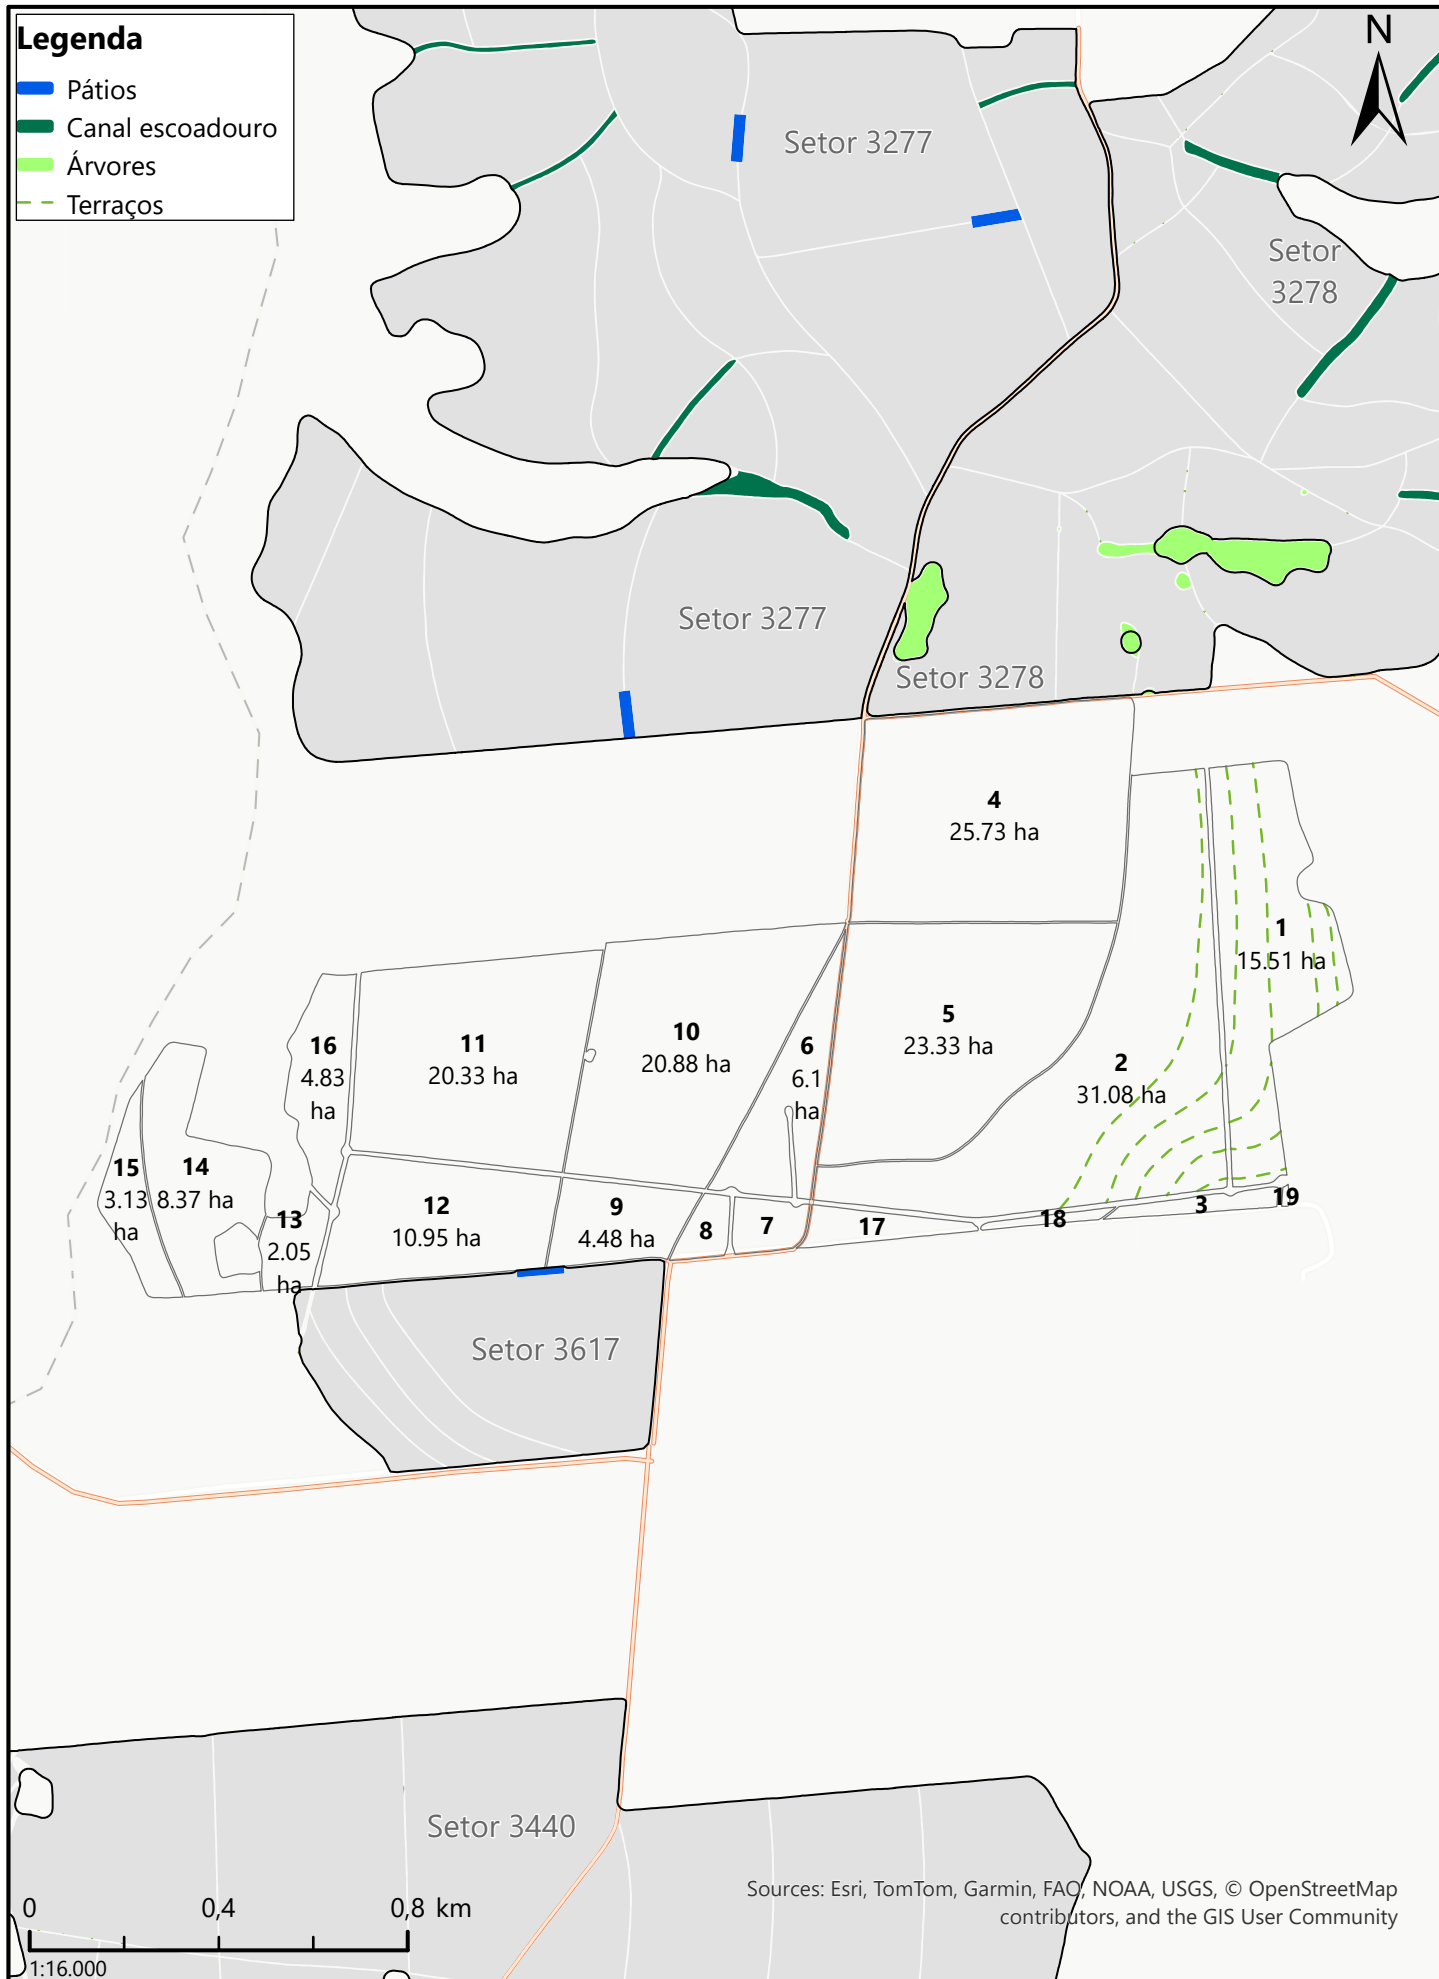 Legenda
Pátios
Canal escoadouro
Árvores
Terraços
N
Setor 3277
Setor
3278
Setor 3277
Setor 3278
4
25.73 ha
1
15.51 ha
5
23.33 ha
2
31.08 ha
10
20.88 ha
6
6.1
ha
11
20.33 ha
16
4.83
ha
15
3.13
ha
14
8.37 ha
13
2.05
ha
12
10.95 ha
9
4.48 ha
8
7
17
18
3
19
Setor 3617
Setor 3440
Sources: Esri, TomTom, Garmin, FAO, NOAA, USGS, © OpenStreetMap
contributors, and the GIS User Community
0 0,4 0,8 km
1:16.000